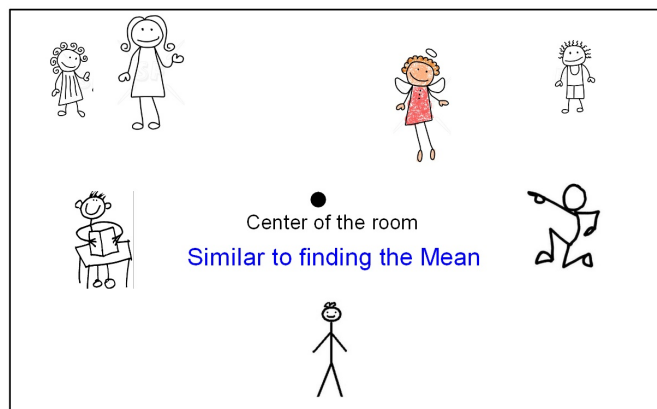 Center of the room
Similar to finding the Mean